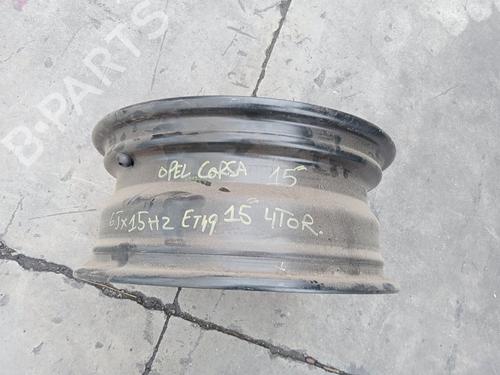 B-PARTS
OPEL CORSA 15"
6Jx15H2 ET49 15" 4TOR.